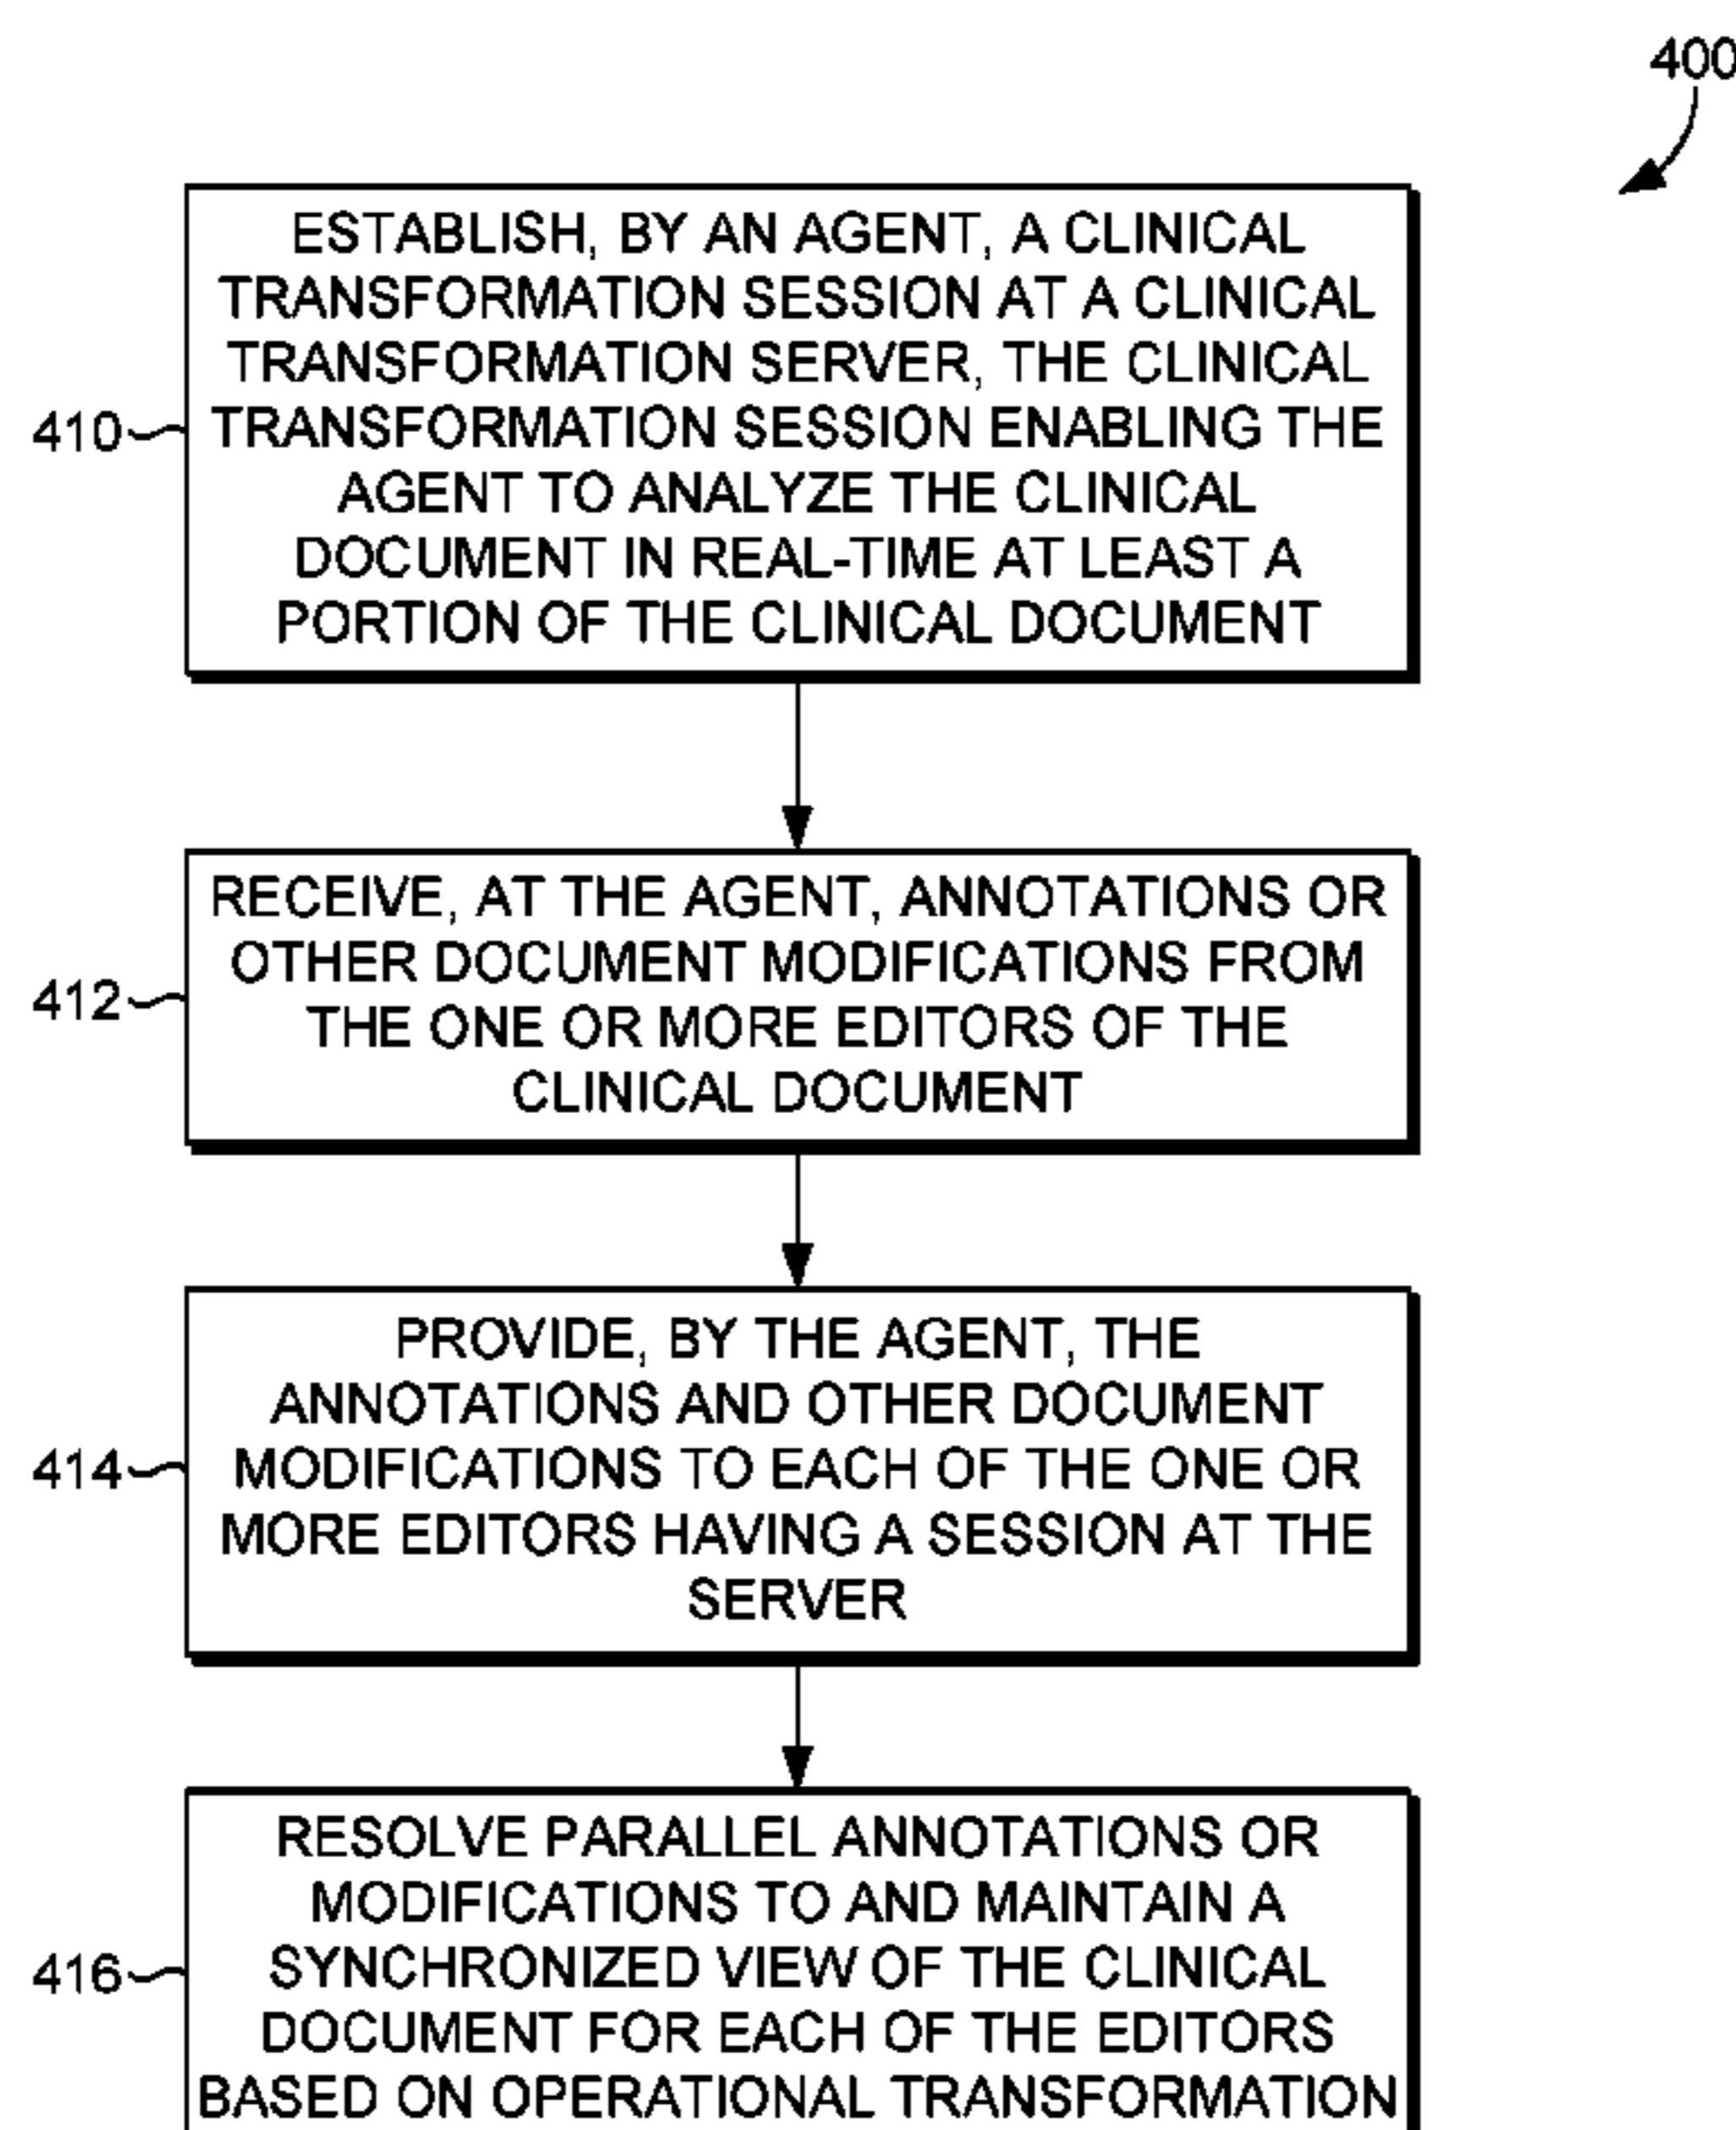 400
ESTABLISH, BY AN AGENT, A CLINICAL
TRANSFORMATION SESSION AT A CLINICAL
TRANSFORMATION SERVER, THE CLINICAL
410
TRANSFORMATION SESSION ENABLING THE
AGENT TO ANALYZE THE CLINICAL
DOCUMENT IN REAL-TIME AT LEAST A
PORTION OF THE CLINICAL DOCUMENT
RECEIVE, AT THE AGENT, ANNOTATIONS OR
OTHER DOCUMENT MODIFICATIONS FROM
412
THE ONE OR MORE EDITORS OF THE
CLINICAL DOCUMENT
PROVIDE, BY THE AGENT, THE
ANNOTATIONS AND OTHER DOCUMENT
414
MODIFICATIONS TO EACH OF THE ONE OR
MORE EDITORS HAVING A SESSION AT THE
SERVER
RESOLVE PARALLEL ANNOTATIONS OR
MODIFICATIONS TO AND MAINTAIN A
416
SYNCHRONIZED VIEW OF THE CLINICAL
DOCUMENT FOR EACH OF THE EDITORS
BASED ON OPERATIONAL TRANSFORMATION